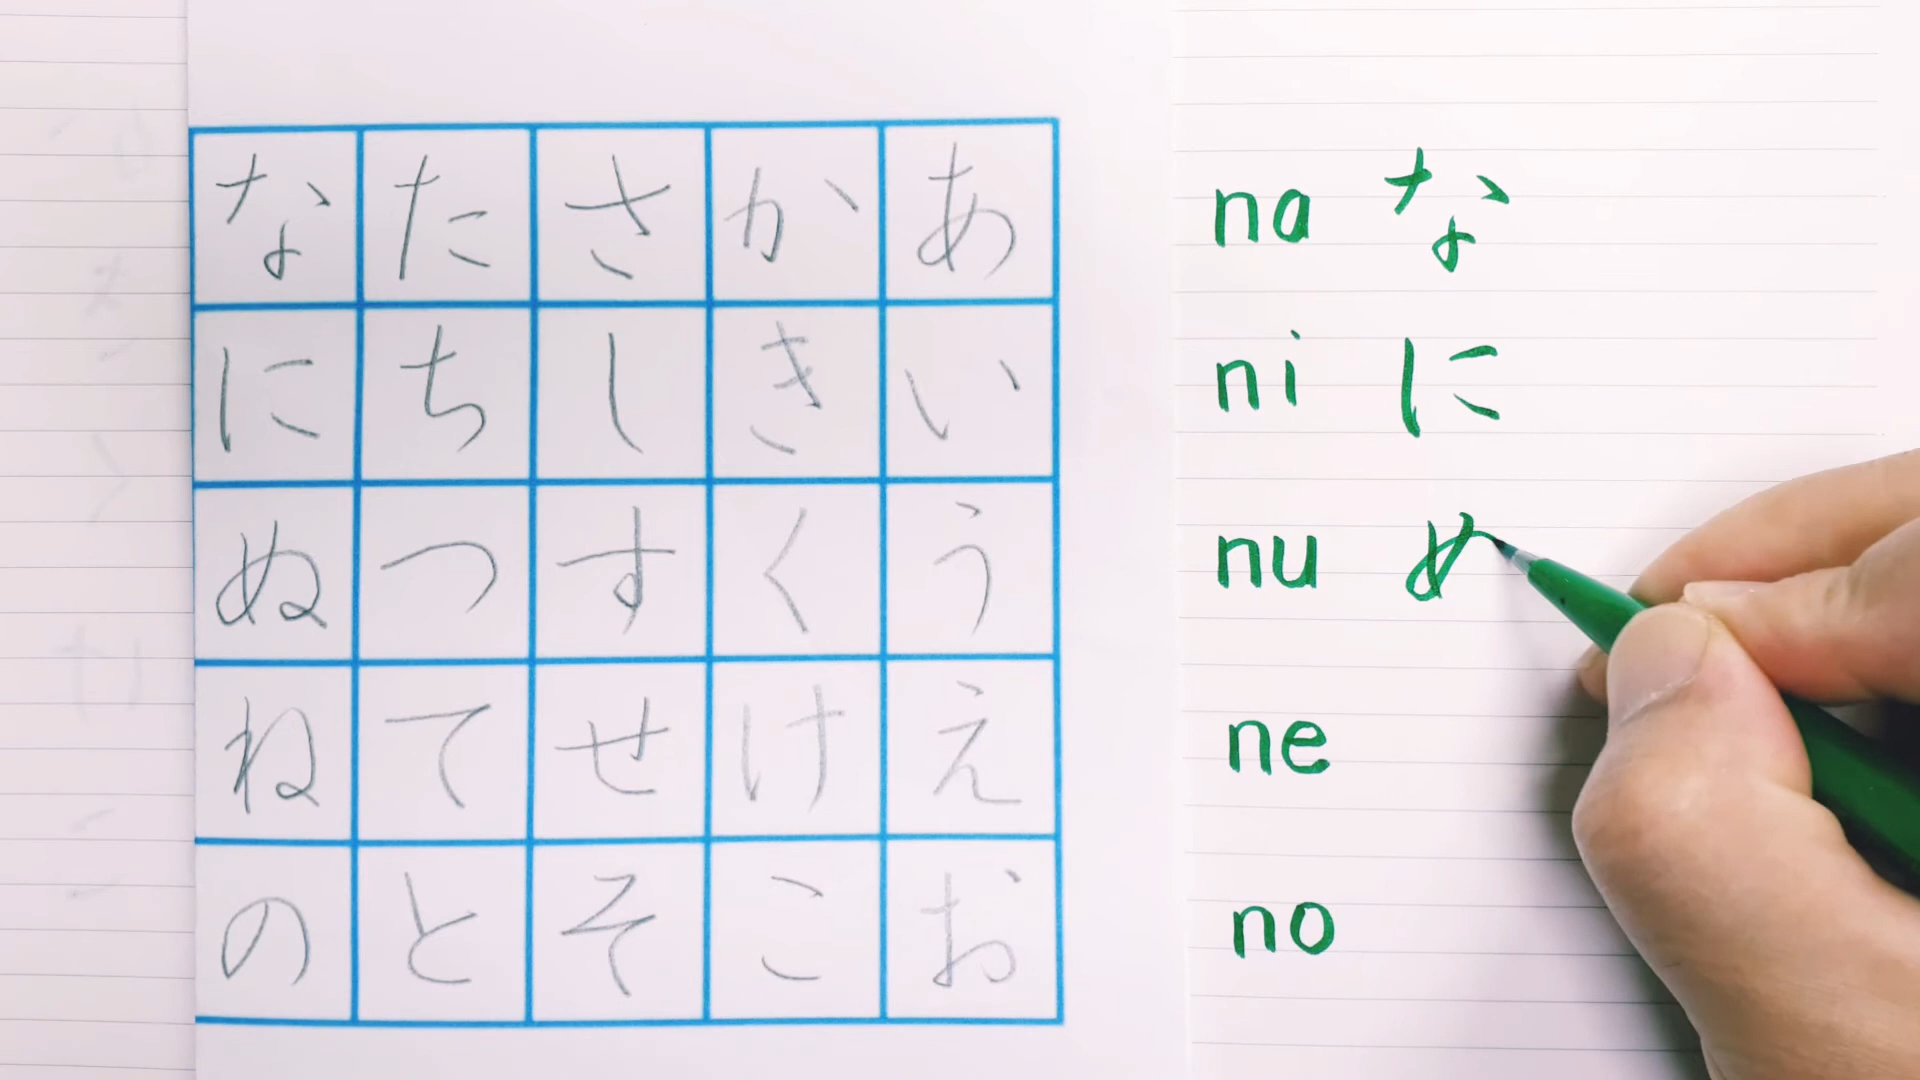 あいうえお
かきくけこ
さしすせそ
たちつてと
なにぬねの
na な
ni に
nu
ne
no